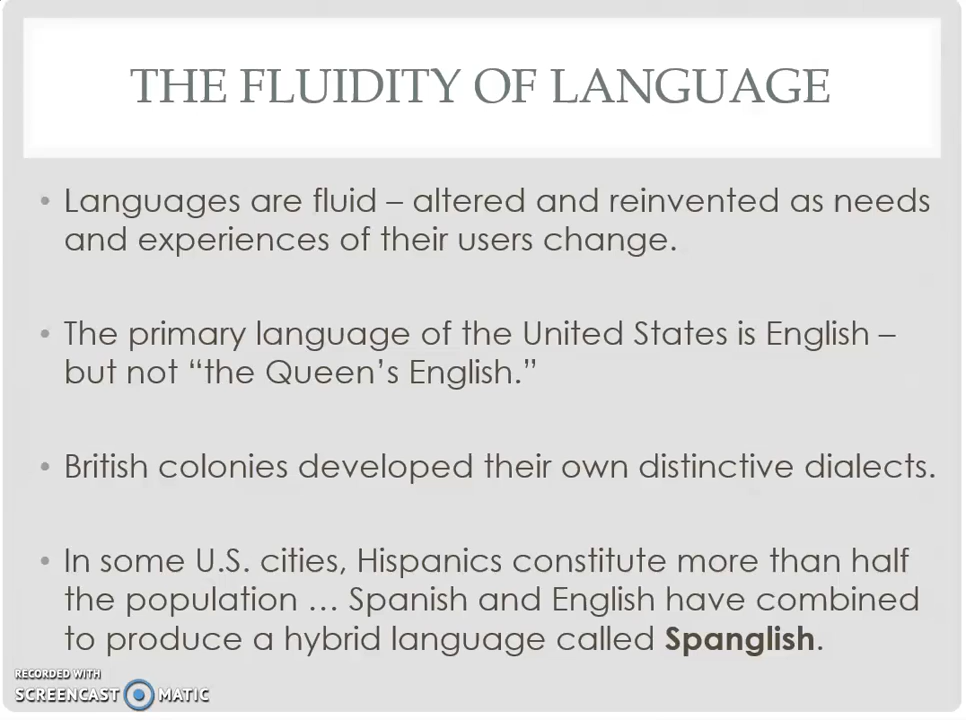 THE FLUIDITY OF LANGUAGE
• Languages are fluid – altered and reinvented as needs
and experiences of their users change.
• The primary language of the United States is English –
but not “the Queen’s English.”
• British colonies developed their own distinctive dialects.
• In some U.S. cities, Hispanics constitute more than half
the population … Spanish and English have combined
to produce a hybrid language called Spanglish.
RECORDED WITH
SCREENCAST MATIC